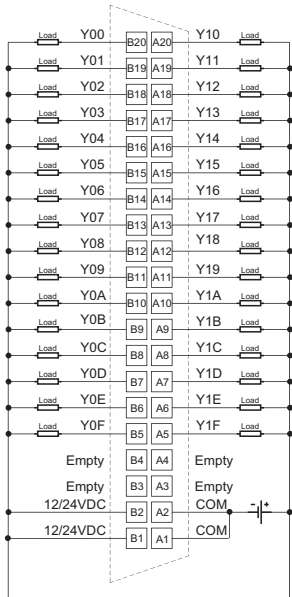 Load Y00 B20 A20 Y10 Load
Load Y01 B19 A19 Y11 Load
Load Y02 B18 A18 Y12 Load
Load Y03 B17 A17 Y13 Load
Load Y04 B16 A16 Y14 Load
Load Y05 B15 A15 Y15 Load
Load Y06 B14 A14 Y16 Load
Load Y07 B13 A13 Y17 Load
Load Y08 B12 A12 Y18 Load
Load Y09 B11 A11 Y19 Load
Load Y0A B10 A10 Y1A Load
Load Y0B B9 A9 Y1B Load
Load Y0C B8 A8 Y1C Load
Load Y0D B7 A7 Y1D Load
Load Y0E B6 A6 Y1E Load
Load Y0F B5 A5 Y1F Load
Empty B4 A4 Empty
Empty B3 A3 Empty
12/24VDC B2 A2 COM - +
12/24VDC B1 A1 COM